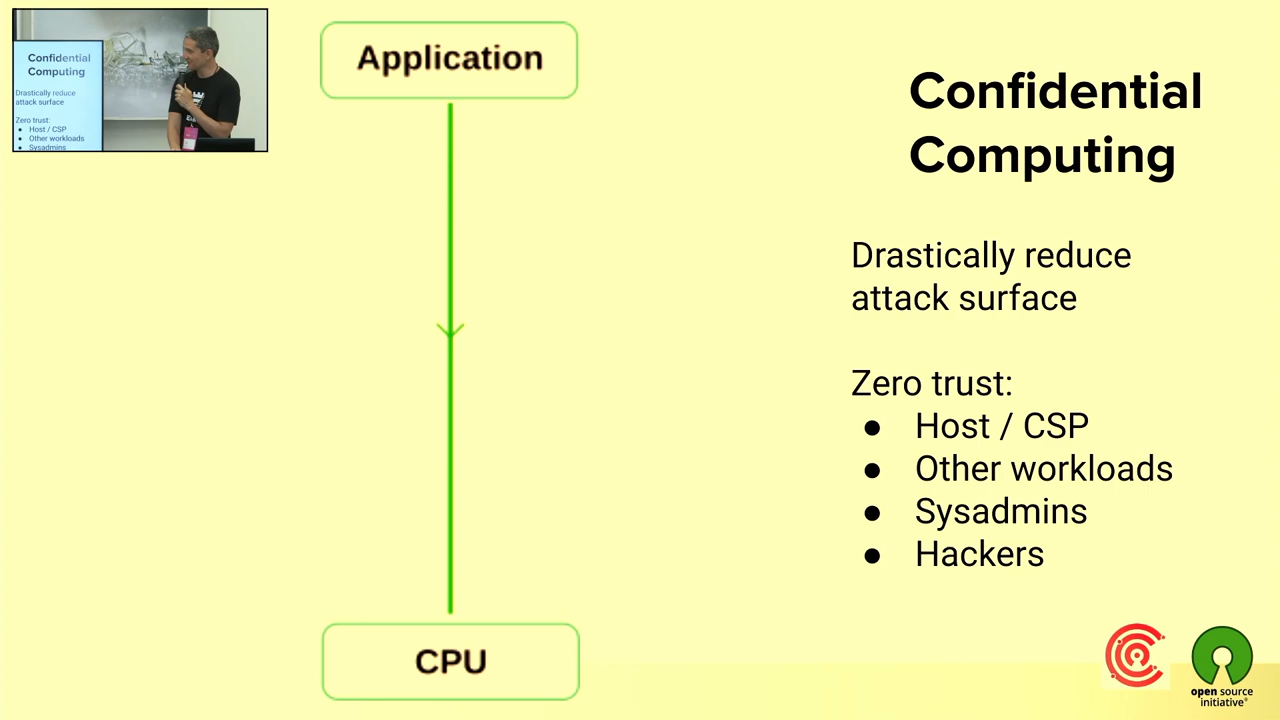 Confidential
Computing
Drastically reduce
attack surface
Zero trust:
● Host / CSP
● Other workloads
● Sysadmins
Application
CPU
Confidential
Computing
Drastically reduce
attack surface
Zero trust:
● Host / CSP
● Other workloads
● Sysadmins
● Hackers
open source
initiative®